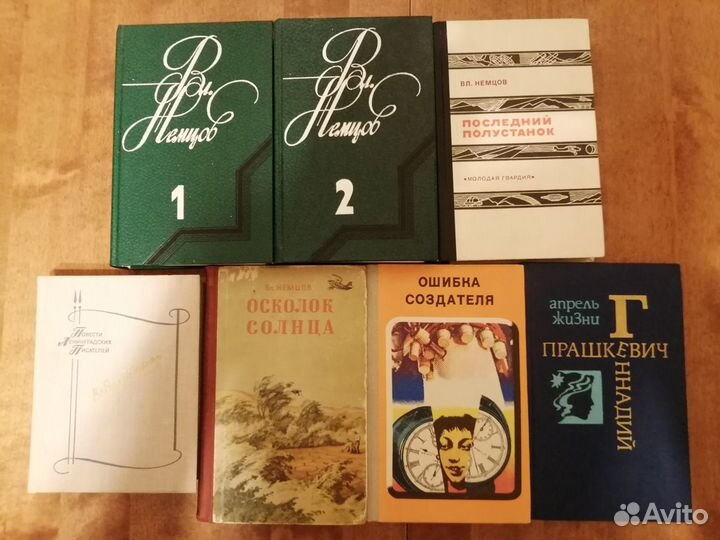 Вл. Немцов
1
Вл. Немцов
2
ВЛ. НЕМЦОВ
ПОСЛЕДНИЙ
ПОЛУСТАНОК
«МОЛОДАЯ ГВАРДИЯ»
Повести
Ленинградских
Писателей
Вл. НЕМЦОВ
ОСКОЛОК
СОЛНЦА
ОШИБКА
СОЗДАТЕЛЯ
апрель
жизни
ГЕННАДИЙ
ПРАШКЕВИЧ
Avito